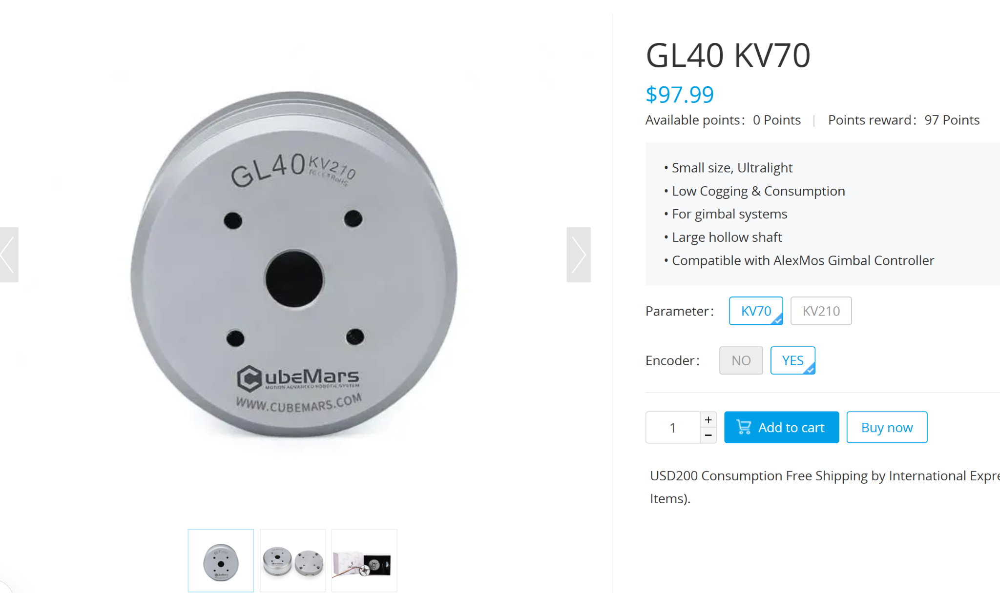 GL40 KV210
CubeMars
MOTION ADVANCED ROBOTIC SYSTEM
WWW.CUBEMARS.COM
GL40 KV70
$97.99
Available points: 0 Points | Points reward: 97 Points
• Small size, Ultralight
• Low Cogging & Consumption
• For gimbal systems
• Large hollow shaft
• Compatible with AlexMos Gimbal Controller
Parameter: KV70 KV210
Encoder: NO YES
1 + −
Add to cart
Buy now
USD200 Consumption Free Shipping by International Expre
Items).